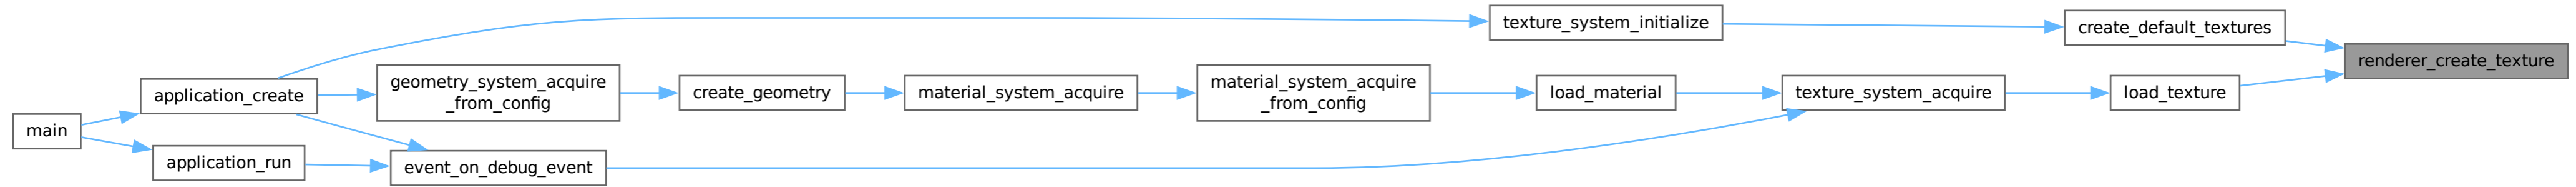 main
application_create
application_run
geometry_system_acquire
_from_config
event_on_debug_event
create_geometry
material_system_acquire
material_system_acquire
_from_config
texture_system_initialize
load_material
texture_system_acquire
create_default_textures
load_texture
renderer_create_texture